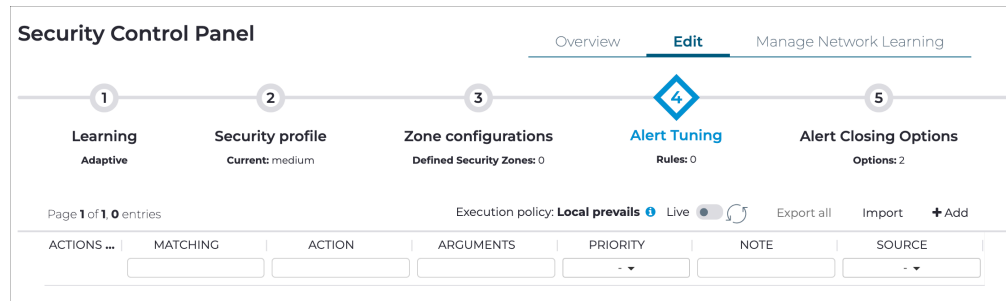 Security Control Panel
Overview Edit Manage Network Learning
1 2 3 4 5
Learning Security profile Zone configurations Alert Tuning Alert Closing Options
Adaptive Current: medium Defined Security Zones: 0 Rules: 0 Options: 2
Page 1 of 1, 0 entries Execution policy: Local prevails i Live Export all Import + Add
ACTIONS ... MATCHING ACTION ARGUMENTS PRIORITY NOTE SOURCE
- -